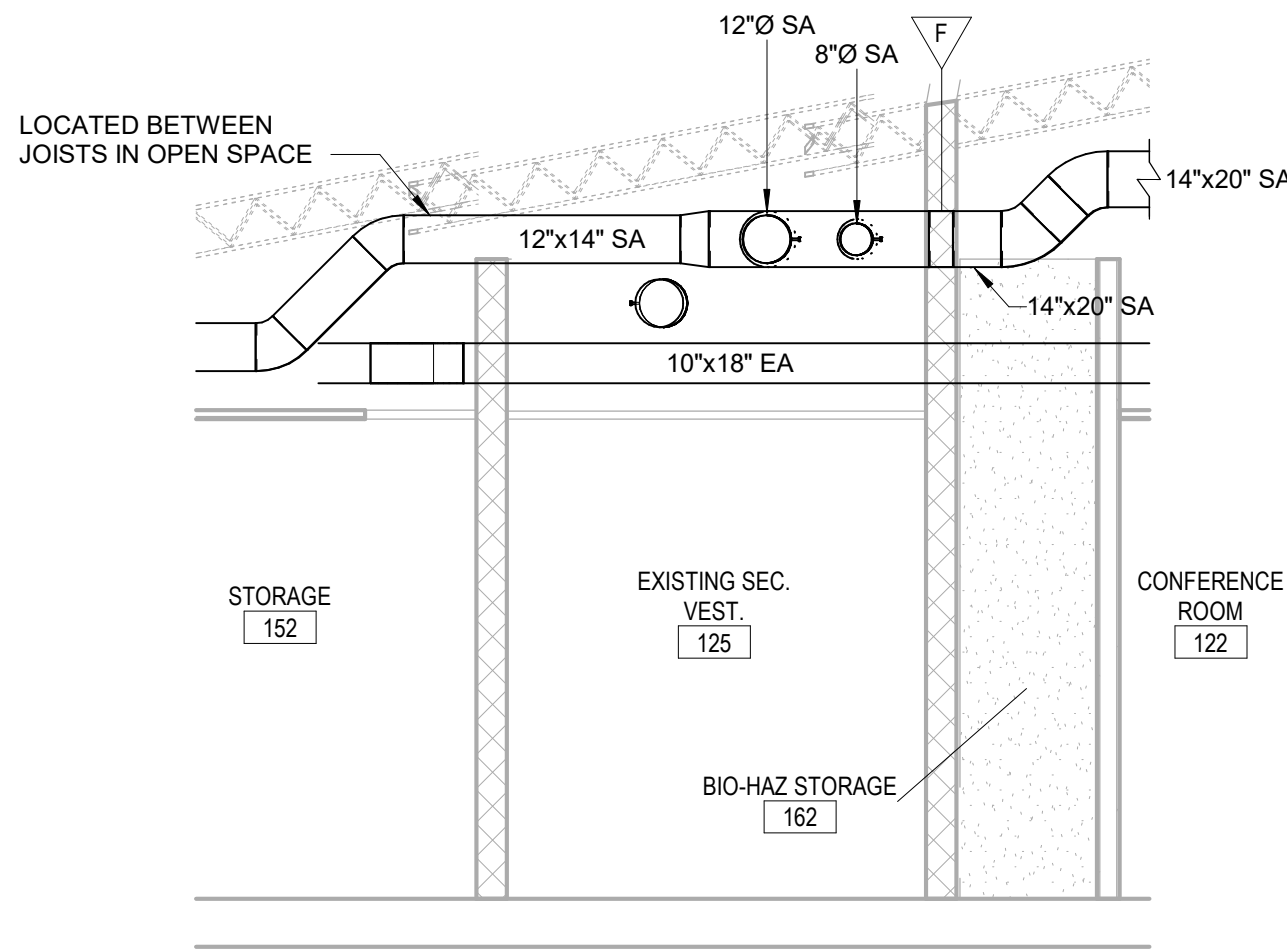 12"Ø SA
F
8"Ø SA
LOCATED BETWEEN
JOISTS IN OPEN SPACE
14"x20" SA
12"x14" SA
14"x20" SA
10"x18" EA
STORAGE
152
EXISTING SEC.
VEST.
125
CONFERENCE
ROOM
122
BIO-HAZ STORAGE
162